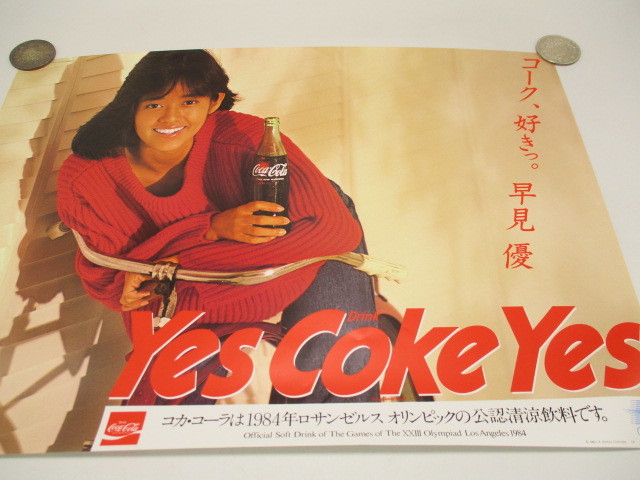 コーク、好きっ。早見 優
Coca-Cola
Drink
Yes Coke Yes
Coca-Cola
コカ・コーラは1984年ロサンゼルス オリンピックの公認清涼飲料です。
Official Soft Drink of The Games of The XXIII Olympiad Los Angeles 1984